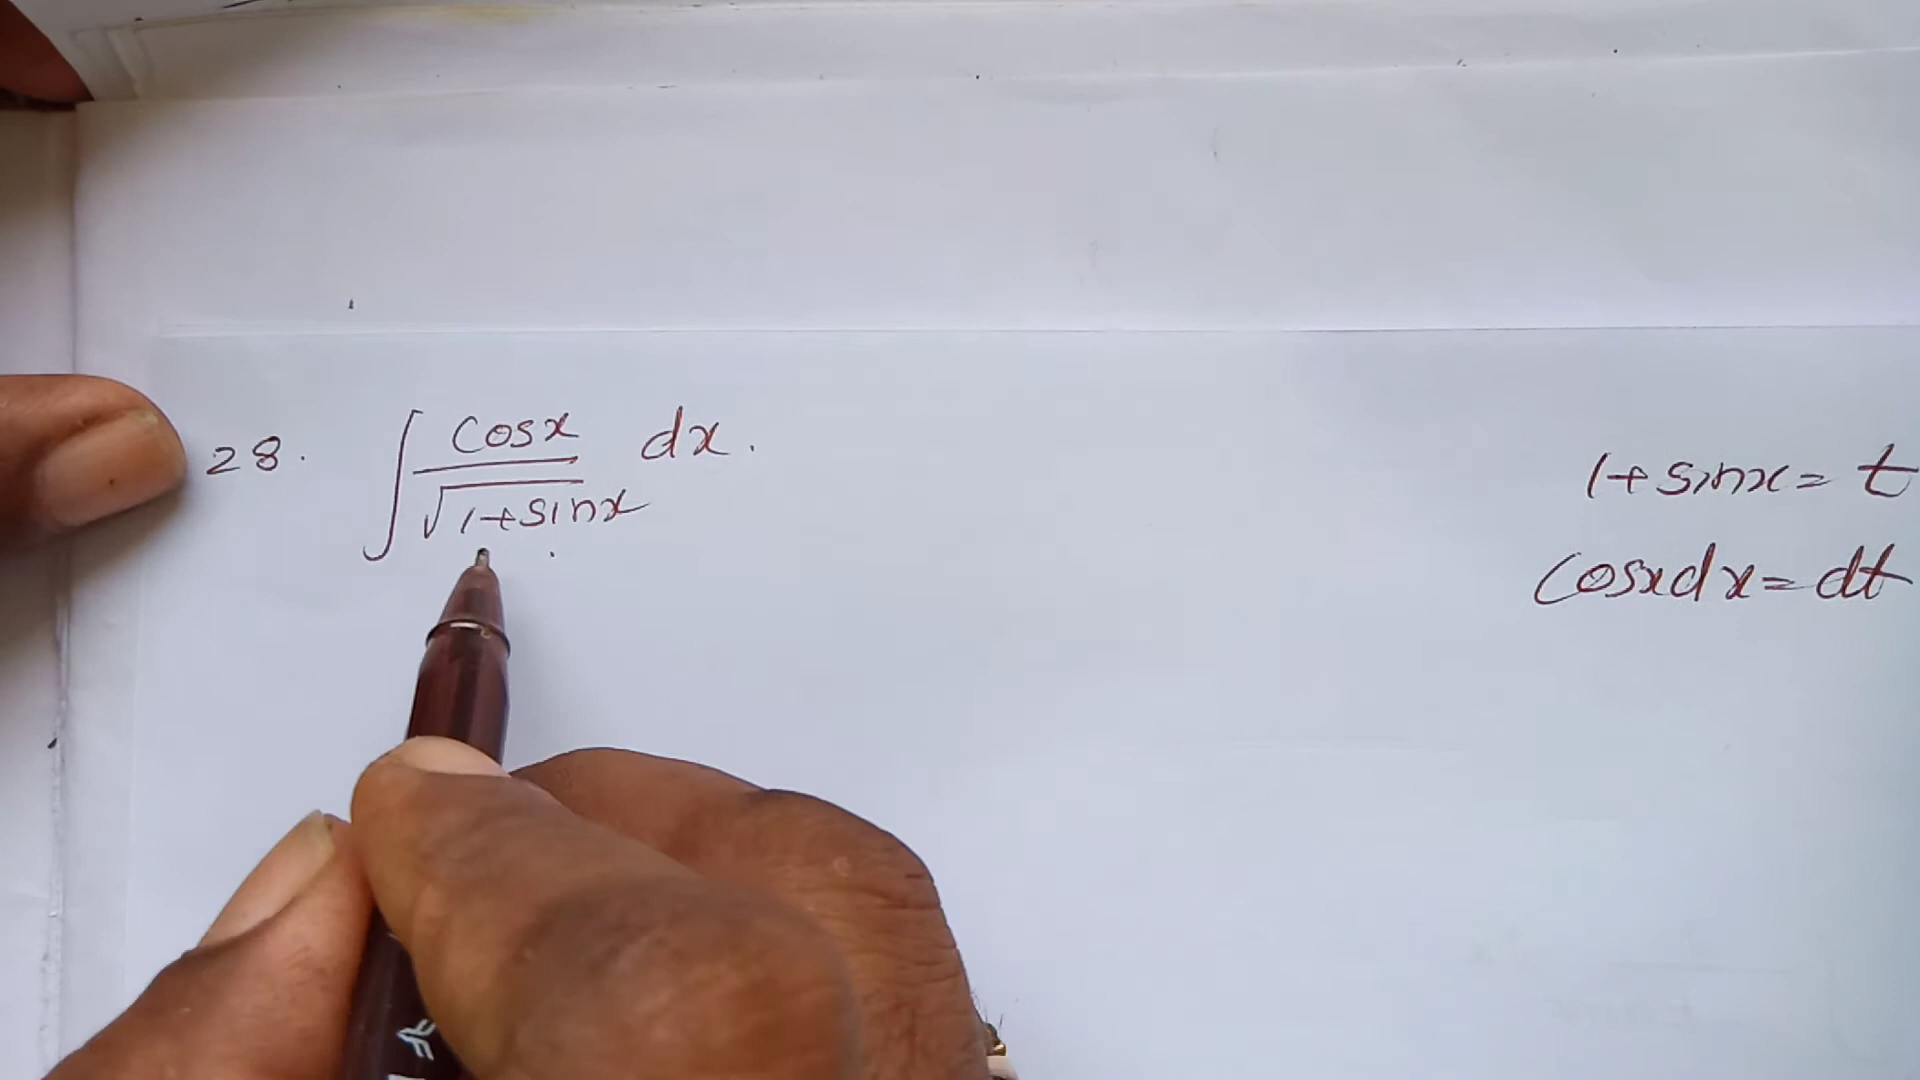 28. ∫ cosx / √1+sinx dx.
1+sinx = t
cosxdx = dt